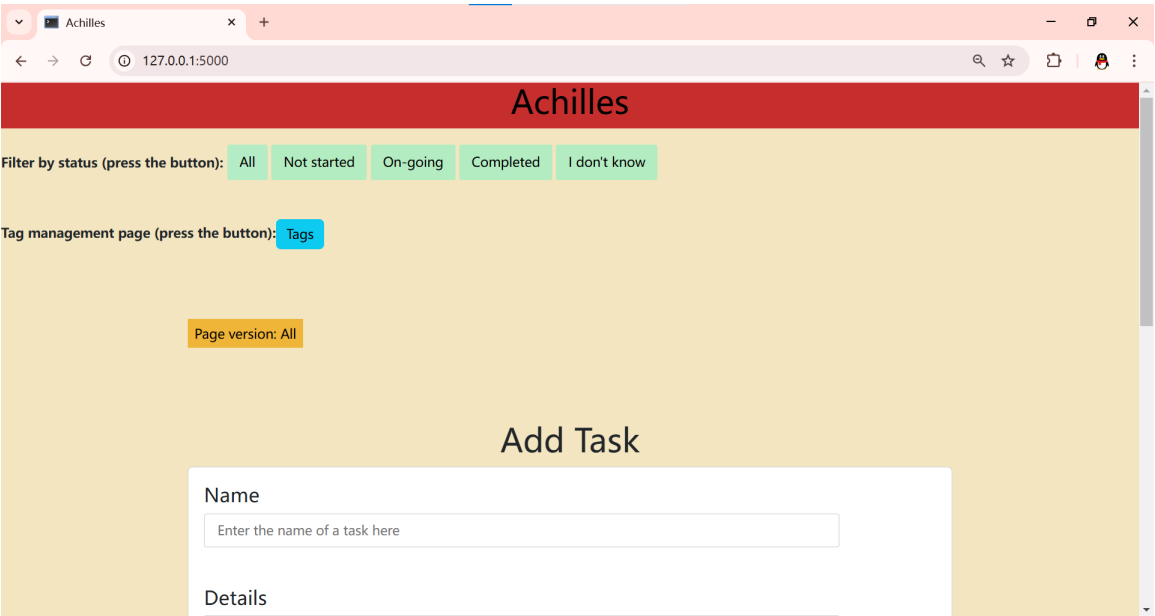 Achilles
127.0.0.1:5000
Achilles
Filter by status (press the button): All Not started On-going Completed I don't know
Tag management page (press the button): Tags
Page version: All
Add Task
Name
Enter the name of a task here
Details